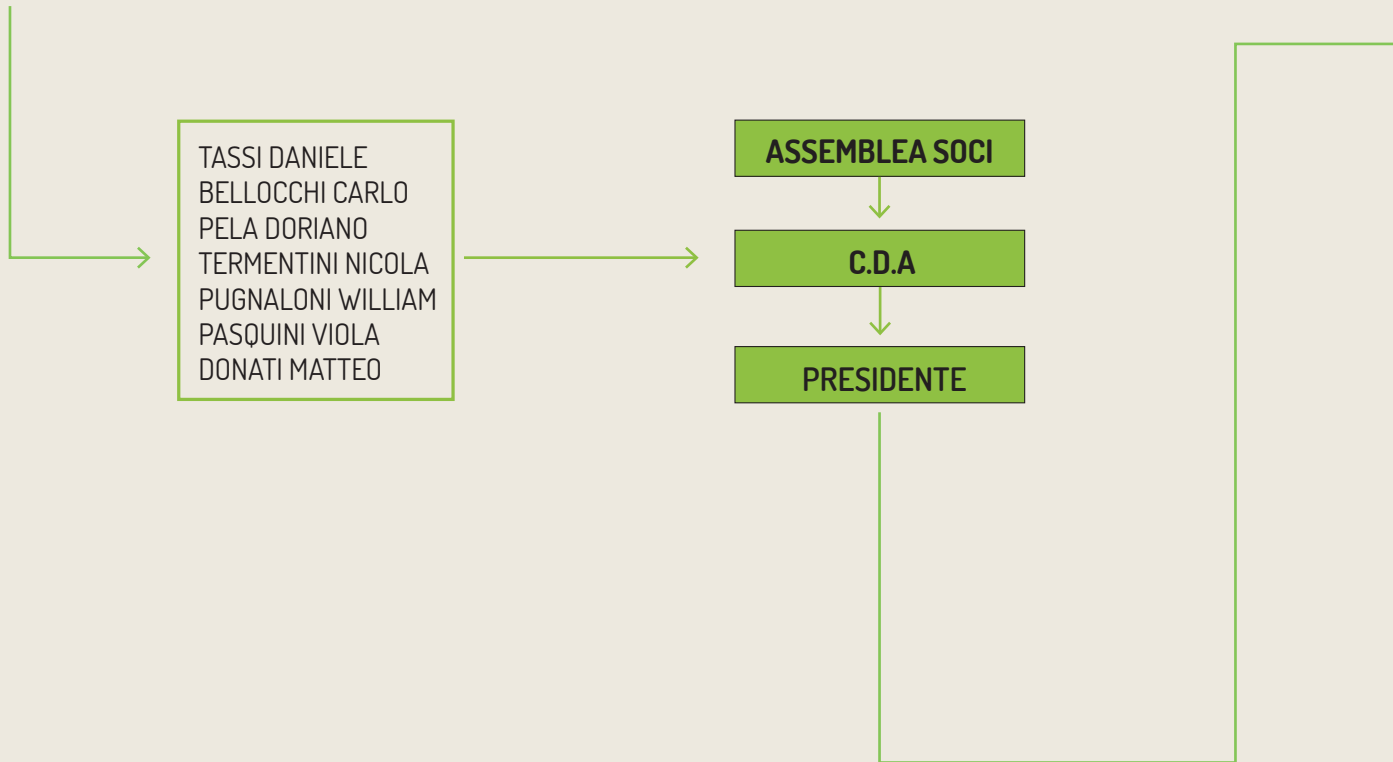 TASSI DANIELE
BELLOCCHI CARLO
PELA DORIANO
TERMENTINI NICOLA
PUGNALONI WILLIAM
PASQUINI VIOLA
DONATI MATTEO
ASSEMBLEA SOCI
C.D.A
PRESIDENTE